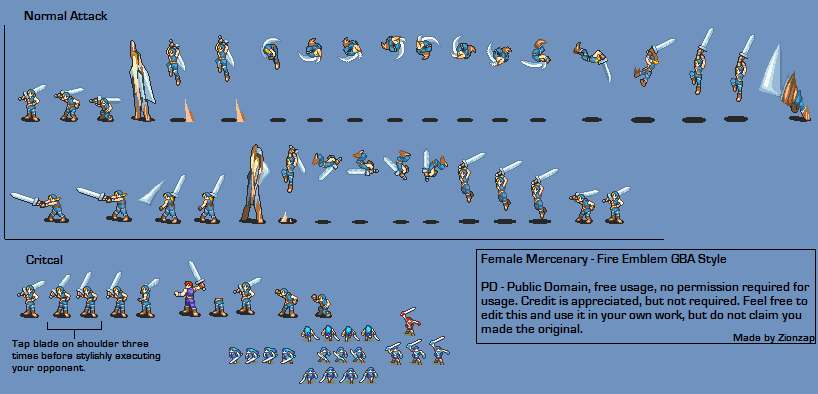 Normal Attack
Critcal
Tap blade on shoulder three
times before stylishly executing
your opponent.
Female Mercenary - Fire Emblem GBA Style
PD - Public Domain, free usage, no permission required for
usage. Credit is appreciated, but not required. Feel free to
edit this and use it in your own work, but do not claim you
made the original.
Made by Zionzap